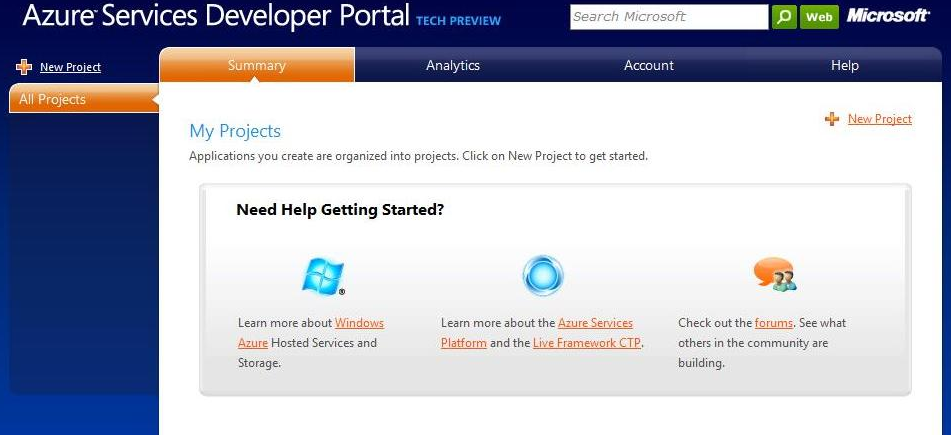 Azure™ Services Developer Portal TECH PREVIEW
Search Microsoft
Web
Microsoft®
New Project
Summary
Analytics
Account
Help
All Projects
New Project
My Projects
Applications you create are organized into projects. Click on New Project to get started.
Need Help Getting Started?
Learn more about Windows
Azure Hosted Services and
Storage.
Learn more about the Azure Services
Platform and the Live Framework CTP.
Check out the forums. See what
others in the community are
building.